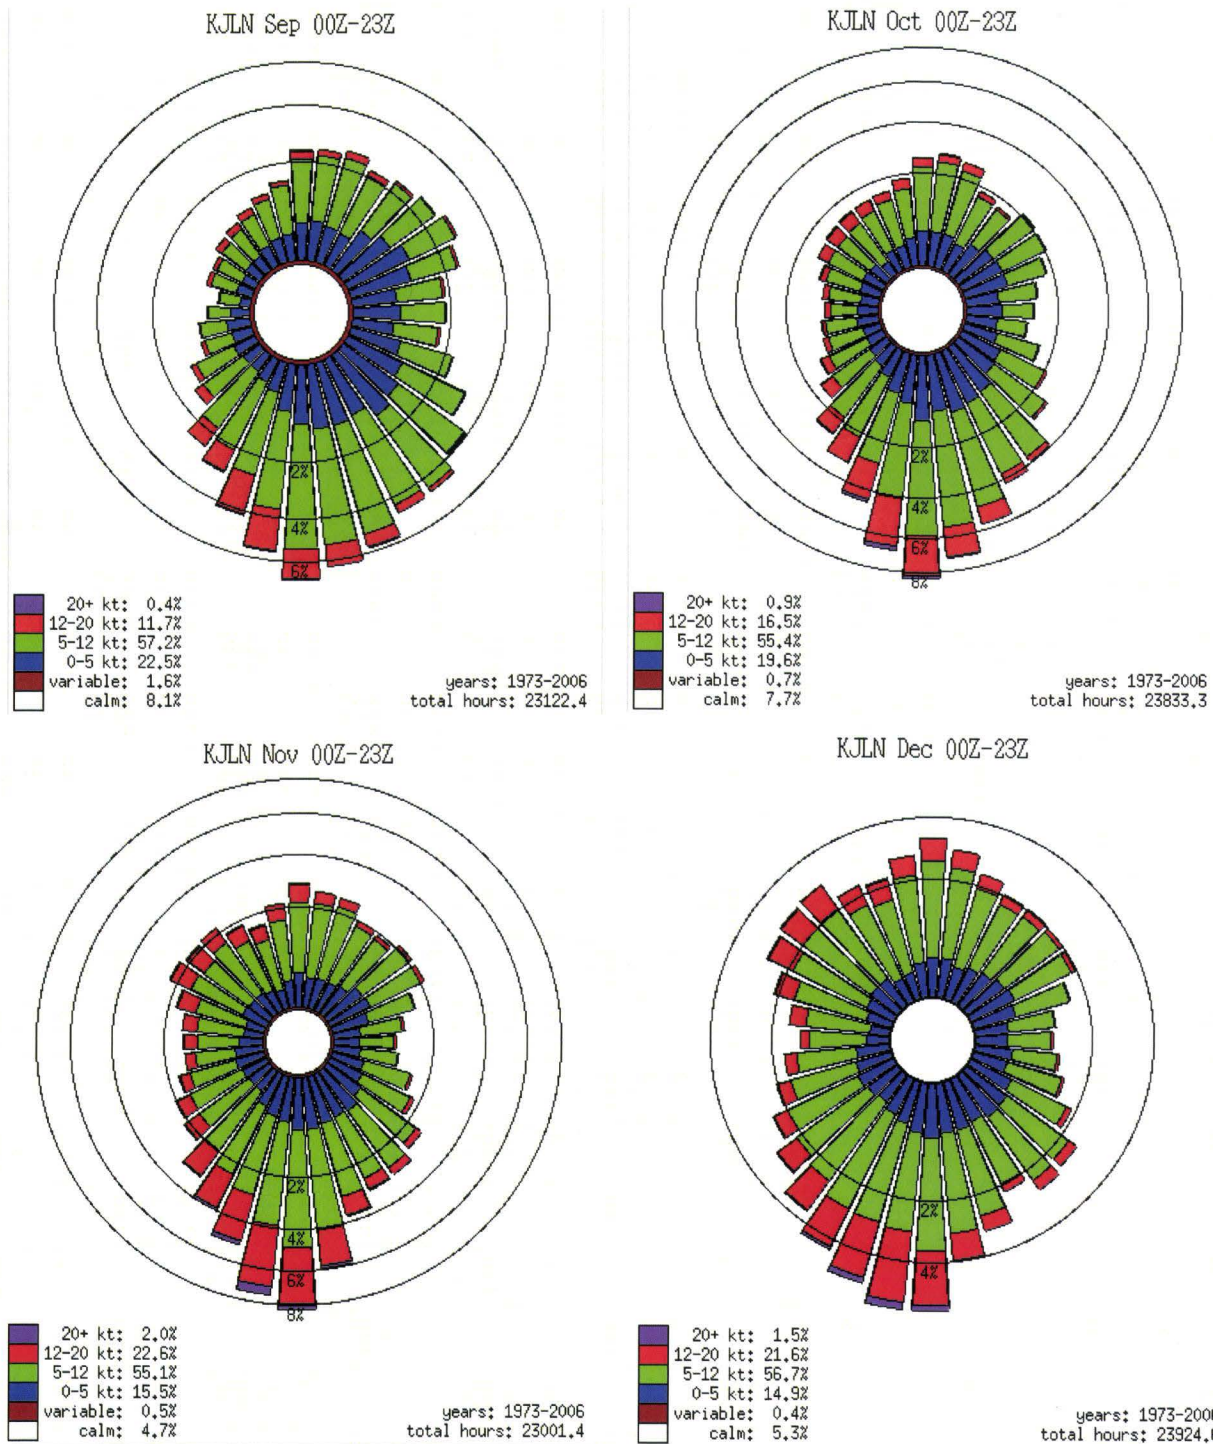 KJLN Sep 00Z-23Z
2%
4%
6%
20+ kt: 0.4%
12-20 kt: 11.7%
5-12 kt: 57.2%
0-5 kt: 22.5%
variable: 1.6%
calm: 8.1%
years: 1973-2006
total hours: 23122.4
KJLN Oct 00Z-23Z
2%
4%
6%
8%
20+ kt: 0.9%
12-20 kt: 16.5%
5-12 kt: 55.4%
0-5 kt: 19.6%
variable: 0.7%
calm: 7.7%
years: 1973-2006
total hours: 23833.3
KJLN Nov 00Z-23Z
2%
4%
6%
8%
20+ kt: 2.0%
12-20 kt: 22.6%
5-12 kt: 55.1%
0-5 kt: 15.5%
variable: 0.5%
calm: 4.7%
years: 1973-2006
total hours: 23001.4
KJLN Dec 00Z-23Z
2%
4%
20+ kt: 1.5%
12-20 kt: 21.6%
5-12 kt: 56.7%
0-5 kt: 14.9%
variable: 0.4%
calm: 5.3%
years: 1973-200
total hours: 23924.